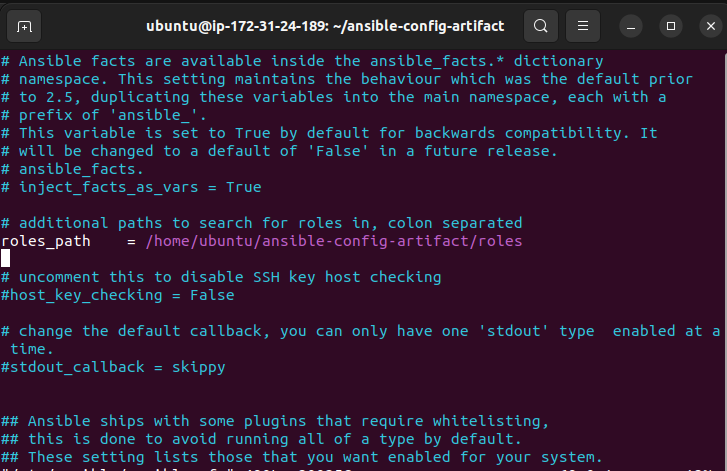 ubuntu@ip-172-31-24-189: ~/ansible-config-artifact
# Ansible facts are available inside the ansible_facts.* dictionary
# namespace. This setting maintains the behaviour which was the default prior
# to 2.5, duplicating these variables into the main namespace, each with a
# prefix of 'ansible_'.
# This variable is set to True by default for backwards compatibility. It
# will be changed to a default of 'False' in a future release.
# ansible_facts.
# inject_facts_as_vars = True
# additional paths to search for roles in, colon separated
roles_path    = /home/ubuntu/ansible-config-artifact/roles
# uncomment this to disable SSH key host checking
#host_key_checking = False
# change the default callback, you can only have one 'stdout' type  enabled at a
time.
#stdout_callback = skippy
## Ansible ships with some plugins that require whitelisting,
## this is done to avoid running all of a type by default.
## These setting lists those that you want enabled for your system.